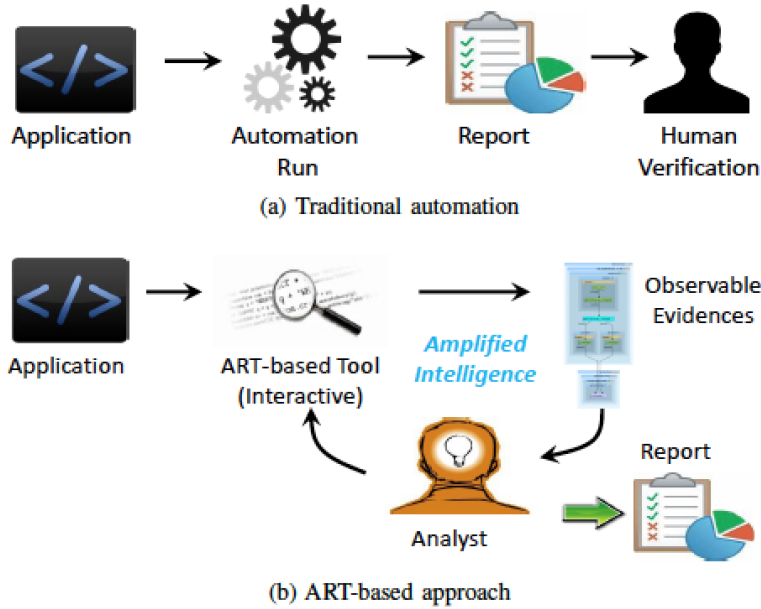 </>
Application
Automation
Run
Report
Human
Verification
(a) Traditional automation
</>
Application
ART-based Tool
(Interactive)
Amplified
Intelligence
Observable
Evidences
Analyst
Report
(b) ART-based approach